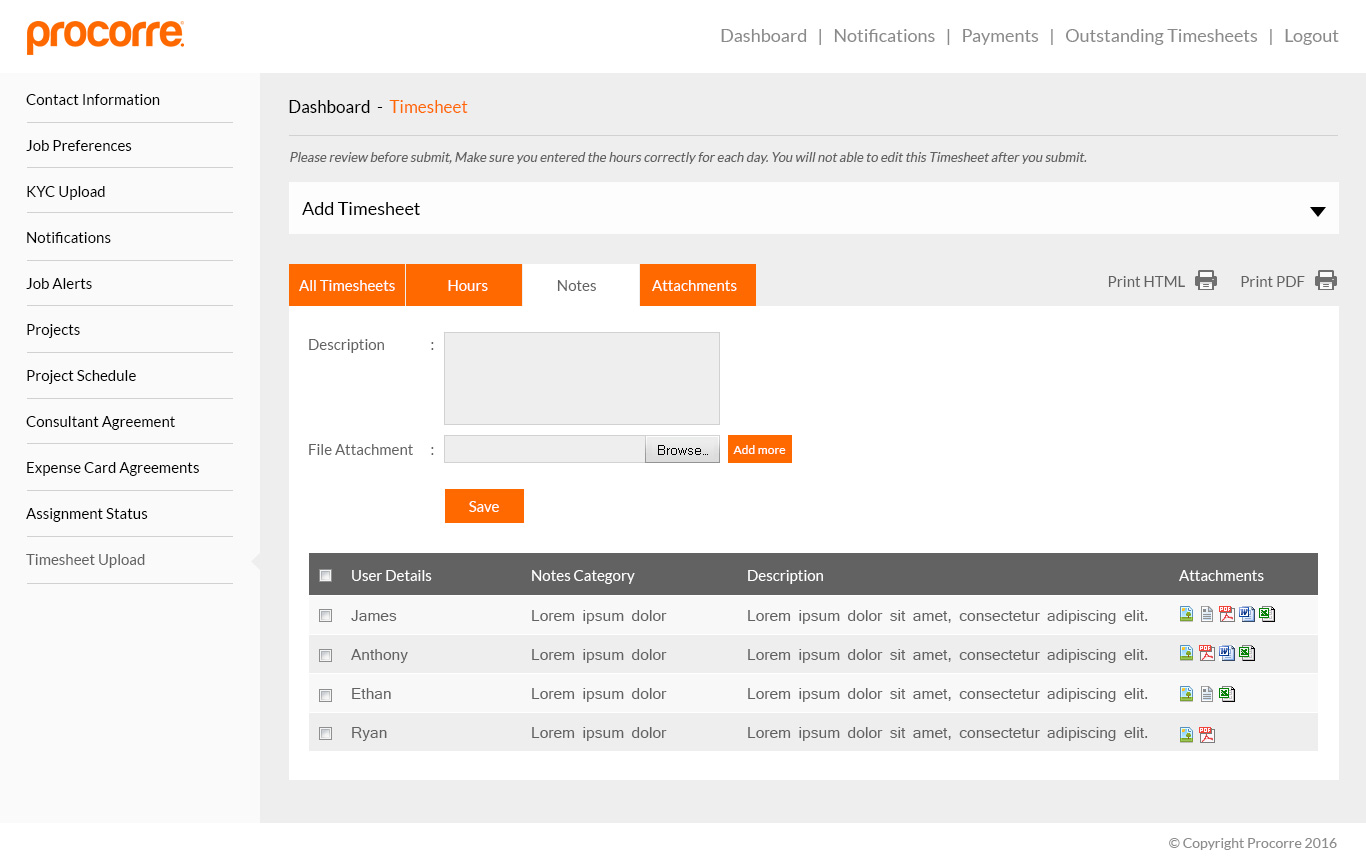 procorre
Dashboard | Notifications | Payments | Outstanding Timesheets | Logout
Contact Information
Job Preferences
KYC Upload
Notifications
Job Alerts
Projects
Project Schedule
Consultant Agreement
Expense Card Agreements
Assignment Status
Timesheet Upload
Dashboard - Timesheet
Please review before submit, Make sure you entered the hours correctly for each day. You will not able to edit this Timesheet after you submit.
Add Timesheet
All Timesheets Hours Notes Attachments Print HTML Print PDF
Description :
File Attachment : Browse... Add more
Save
User Details Notes Category Description Attachments
James Lorem ipsum dolor Lorem ipsum dolor sit amet, consectetur adipiscing elit.
Anthony Lorem ipsum dolor Lorem ipsum dolor sit amet, consectetur adipiscing elit.
Ethan Lorem ipsum dolor Lorem ipsum dolor sit amet, consectetur adipiscing elit.
Ryan Lorem ipsum dolor Lorem ipsum dolor sit amet, consectetur adipiscing elit.
© Copyright Procorre 2016